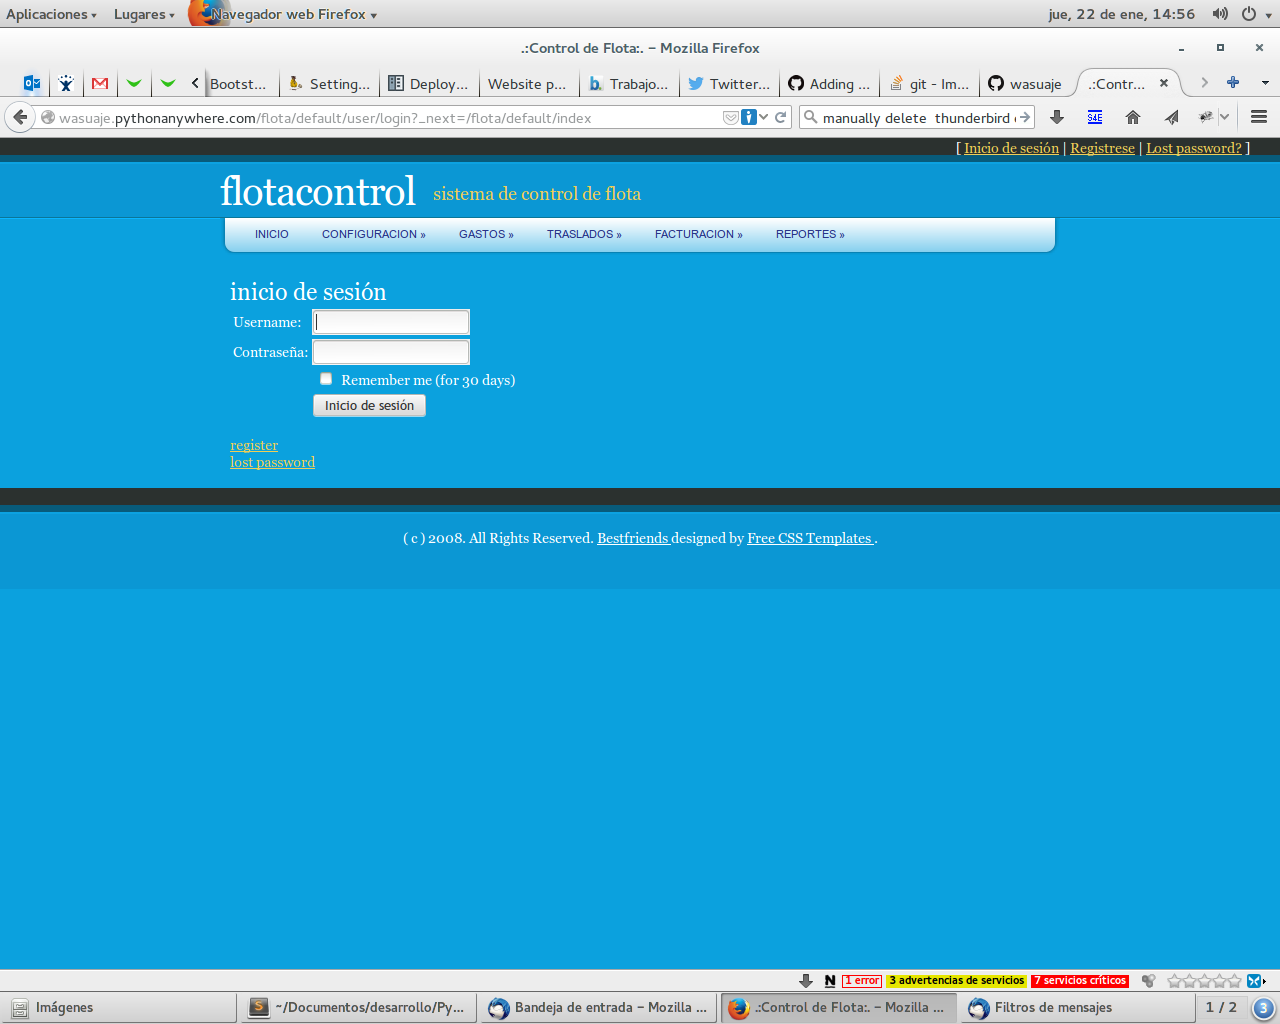 Aplicaciones Lugares Navegador web Firefox jue, 22 de ene, 14:56
.:Control de Flota:. – Mozilla Firefox
Bootst... Setting... Deploy... Website p... Trabajo... Twitter... Adding ... git - Im... wasuaje .:Contr...
wasuaje.pythonanywhere.com/flota/default/user/login?_next=/flota/default/index manually delete thunderbird
[ Inicio de sesión | Registrese | Lost password? ]
flotacontrol sistema de control de flota
INICIO CONFIGURACION » GASTOS » TRASLADOS » FACTURACION » REPORTES »
inicio de sesión
Username:
Contraseña:
Remember me (for 30 days)
Inicio de sesión
register
lost password
( c ) 2008. All Rights Reserved. Bestfriends designed by Free CSS Templates .
N 1 error 3 advertencias de servicios 7 servicios críticos
Imágenes ~/Documentos/desarrollo/Py... Bandeja de entrada – Mozilla ... .:Control de Flota:. – Mozilla ... Filtros de mensajes 1 / 2 3